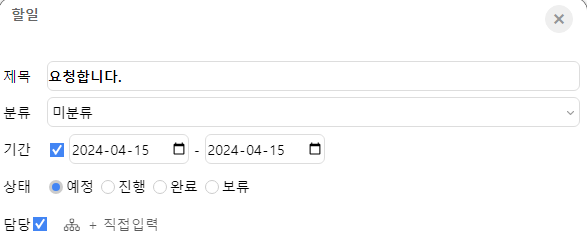 할일
제목 요청합니다.
분류 미분류
기간 2024-04-15 - 2024-04-15
상태 예정 진행 완료 보류
담당 + 직접입력